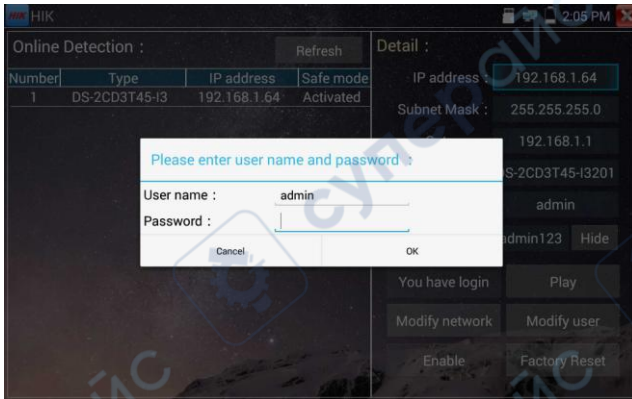 HIK HIK 2:05 PM
Online Detection :
Refresh
Number Type IP address Safe mode
1 DS-2CD3T45-I3 192.168.1.64 Activated
Detail :
IP address : 192.168.1.64
Subnet Mask : 255.255.255.0
192.168.1.1
S-2CD3T45-I3201
admin
admin123 Hide
You have login Play
Modify network Modify user
Enable Factory Reset
Please enter user name and password :
User name : admin
Password :
Cancel OK
суперайс